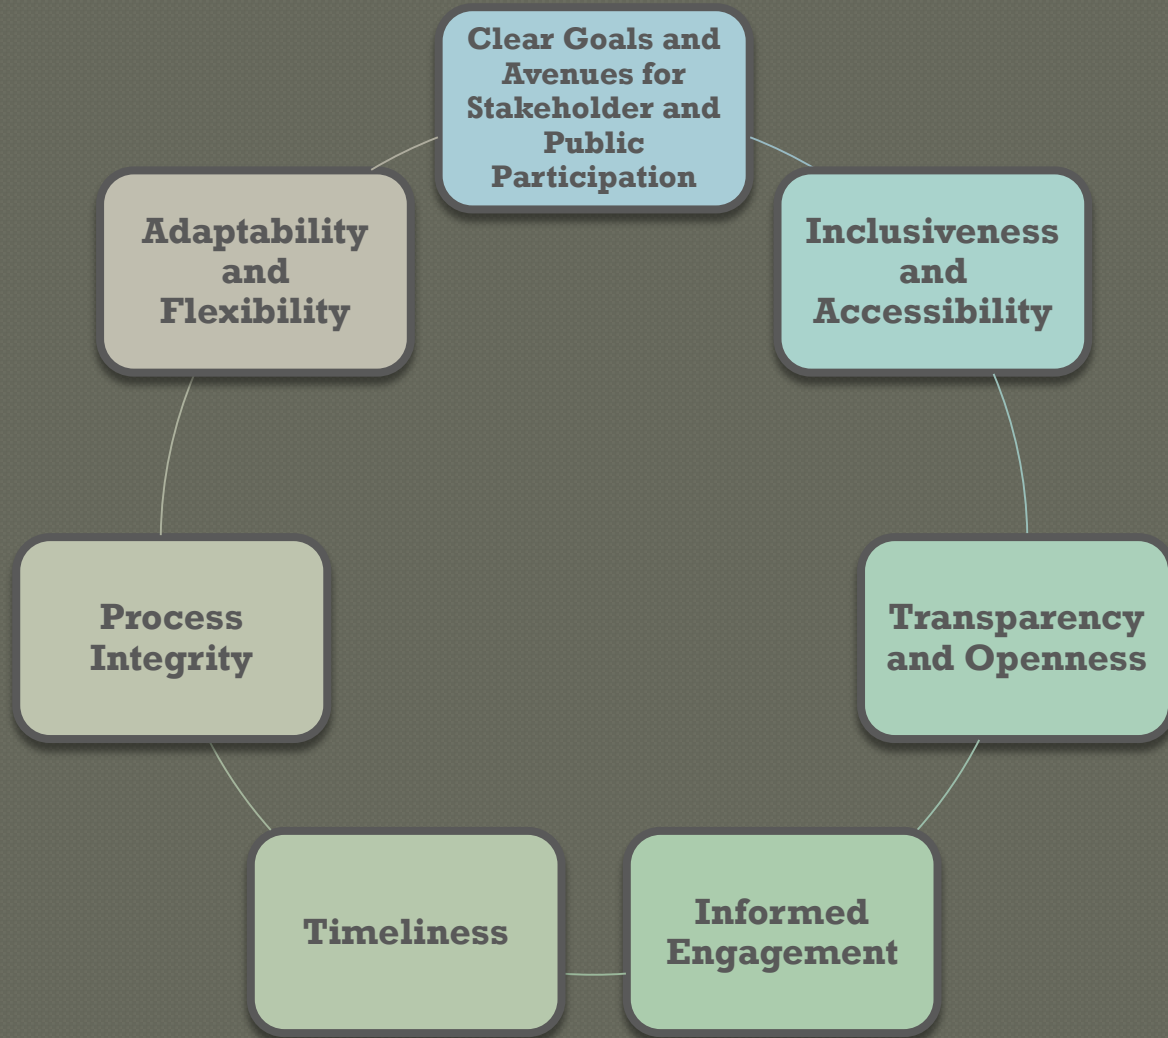 Clear Goals and
Avenues for
Stakeholder and
Public
Participation
Inclusiveness
and
Accessibility
Transparency
and Openness
Informed
Engagement
Timeliness
Process
Integrity
Adaptability
and
Flexibility